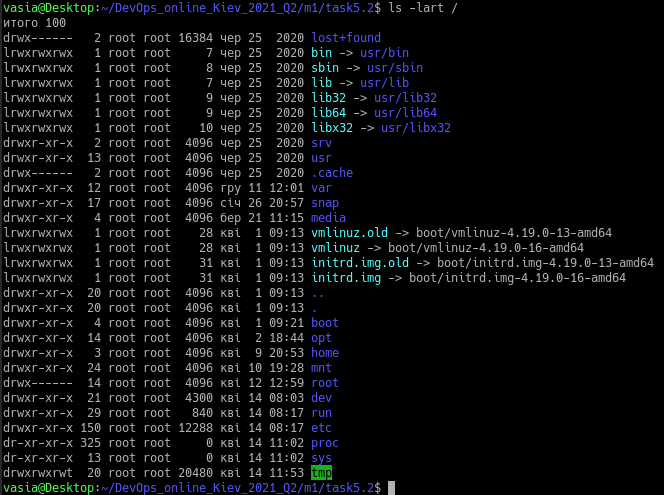 vasia@Desktop:~/DevOps_online_Kiev_2021_Q2/m1/task5.2$ ls -lart /
итого 100
drwx------   2 root root 16384 чер 25  2020 lost+found
lrwxrwxrwx   1 root root     7 чер 25  2020 bin -> usr/bin
lrwxrwxrwx   1 root root     8 чер 25  2020 sbin -> usr/sbin
lrwxrwxrwx   1 root root     7 чер 25  2020 lib -> usr/lib
lrwxrwxrwx   1 root root     9 чер 25  2020 lib32 -> usr/lib32
lrwxrwxrwx   1 root root     9 чер 25  2020 lib64 -> usr/lib64
lrwxrwxrwx   1 root root    10 чер 25  2020 libx32 -> usr/libx32
drwxr-xr-x   2 root root  4096 чер 25  2020 srv
drwxr-xr-x  13 root root  4096 чер 25  2020 usr
drwx------   2 root root  4096 чер 25  2020 .cache
drwxr-xr-x  12 root root  4096 гру 11 12:01 var
drwxr-xr-x  17 root root  4096 січ 26 20:57 snap
drwxr-xr-x   4 root root  4096 бер 21 11:15 media
lrwxrwxrwx   1 root root    28 кві  1 09:13 vmlinuz.old -> boot/vmlinuz-4.19.0-13-amd64
lrwxrwxrwx   1 root root    28 кві  1 09:13 vmlinuz -> boot/vmlinuz-4.19.0-16-amd64
lrwxrwxrwx   1 root root    31 кві  1 09:13 initrd.img.old -> boot/initrd.img-4.19.0-13-amd64
lrwxrwxrwx   1 root root    31 кві  1 09:13 initrd.img -> boot/initrd.img-4.19.0-16-amd64
drwxr-xr-x  20 root root  4096 кві  1 09:13 ..
drwxr-xr-x  20 root root  4096 кві  1 09:13 .
drwxr-xr-x   4 root root  4096 кві  1 09:21 boot
drwxr-xr-x  14 root root  4096 кві  2 18:44 opt
drwxr-xr-x   3 root root  4096 кві  9 20:53 home
drwxr-xr-x  24 root root  4096 кві 10 19:28 mnt
drwx------  14 root root  4096 кві 12 12:59 root
drwxr-xr-x  21 root root  4300 кві 14 08:03 dev
drwxr-xr-x  29 root root   840 кві 14 08:17 run
drwxr-xr-x 150 root root 12288 кві 14 08:17 etc
dr-xr-xr-x 325 root root     0 кві 14 11:02 proc
dr-xr-xr-x  13 root root     0 кві 14 11:02 sys
drwxrwxrwt  20 root root 20480 кві 14 11:53 tmp
vasia@Desktop:~/DevOps_online_Kiev_2021_Q2/m1/task5.2$